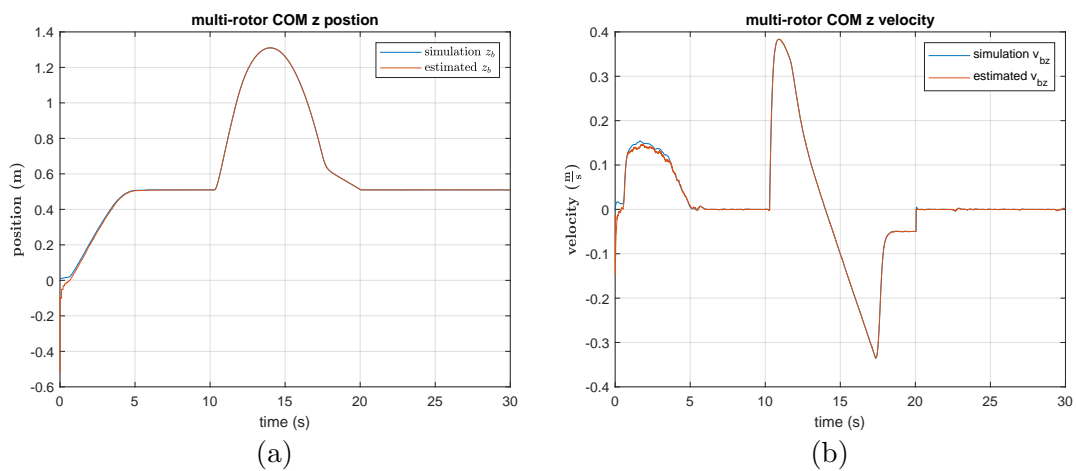 multi-rotor COM z postion
simulation z_b
estimated z_b
position (m)
1.4
1.2
1
0.8
0.6
0.4
0.2
0
-0.2
-0.4
-0.6
0 5 10 15 20 25 30
time (s)
(a)
multi-rotor COM z velocity
simulation v_bz
estimated v_bz
velocity (m/s)
0.4
0.3
0.2
0.1
0
-0.1
-0.2
-0.3
-0.4
0 5 10 15 20 25 30
time (s)
(b)